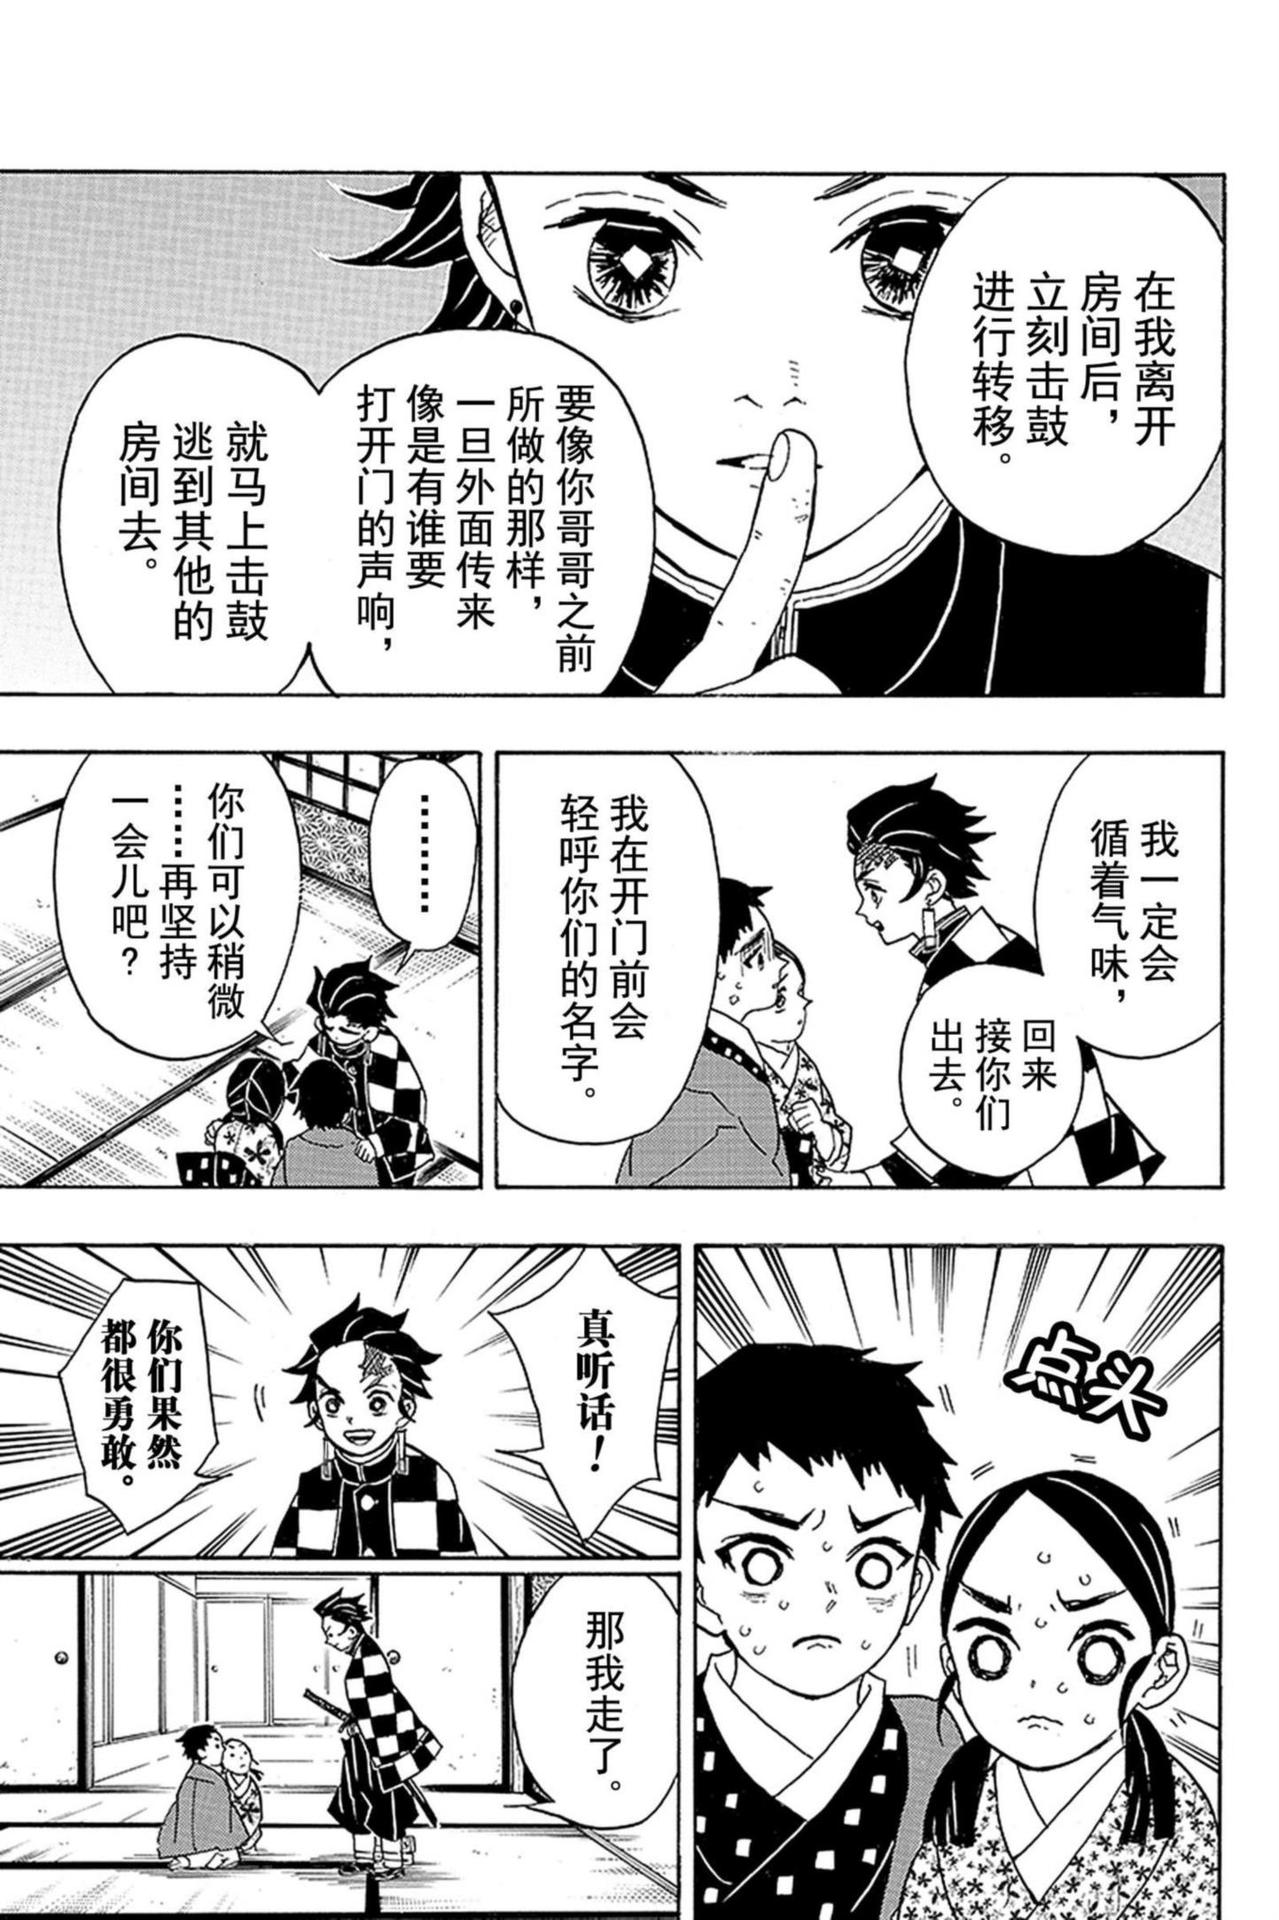 在我离开
房间后，
立刻击鼓
进行转移。
要像你哥哥之前
所做的那样，
一旦外面传来
像是有谁要
打开门的声响，
就马上击鼓
逃到其他的
房间去。
我一定会
循着气味，
回来
接你们
出去。
我在开门前会
轻呼你们的名字。
………
你们可以稍微
……再坚持
一会儿吧？
点头
真听话！
你们果然
都很勇敢。
那我走了。